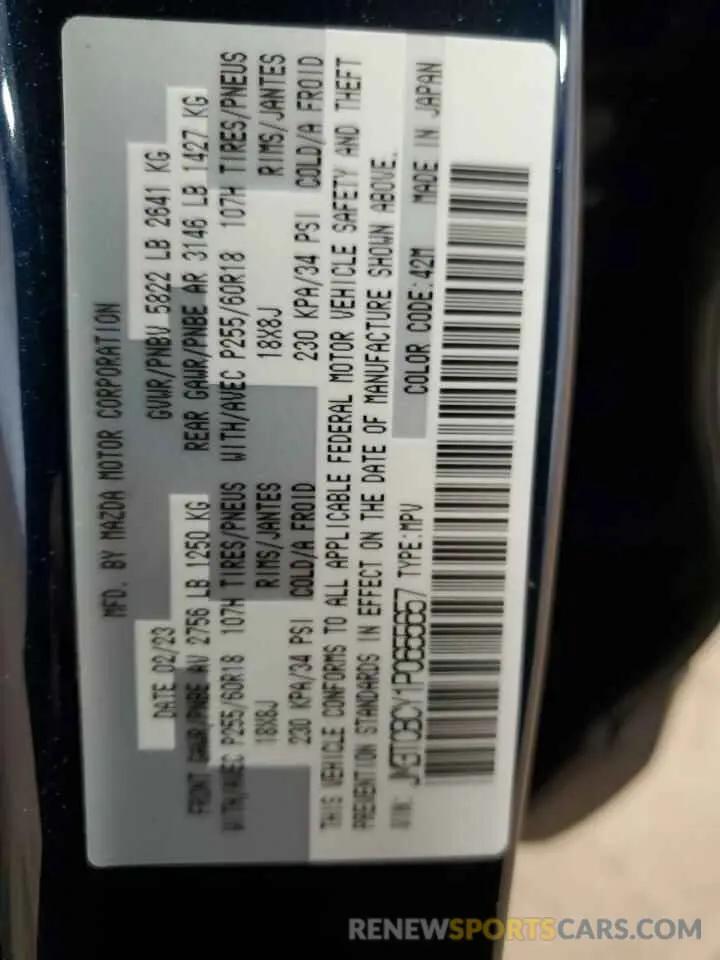 MFD. BY MAZDA MOTOR CORPORATION
DATE 02/23 GVWR/PNBV 5822 LB 2641 KG
FRONT GAWR/PNBE AV 2756 LB 1250 KG REAR GAWR/PNBE AR 3146 LB 1427 KG
WITH/AVEC P255/60R18 107H TIRES/PNEUS WITH/AVEC P255/60R18 107H TIRES/PNEUS
18X8J RIMS/JANTES 18X8J RIMS/JANTES
230 KPA/34 PSI COLD/A FROID 230 KPA/34 PSI COLD/A FROID
THIS VEHICLE CONFORMS TO ALL APPLICABLE FEDERAL MOTOR VEHICLE SAFETY AND THEFT
PREVENTION STANDARDS IN EFFECT ON THE DATE OF MANUFACTURE SHOWN ABOVE.
COLOR CODE:42M MADE IN JAPAN
VIN: TYPE:MPV
RENEWSPORTSCARS.COM